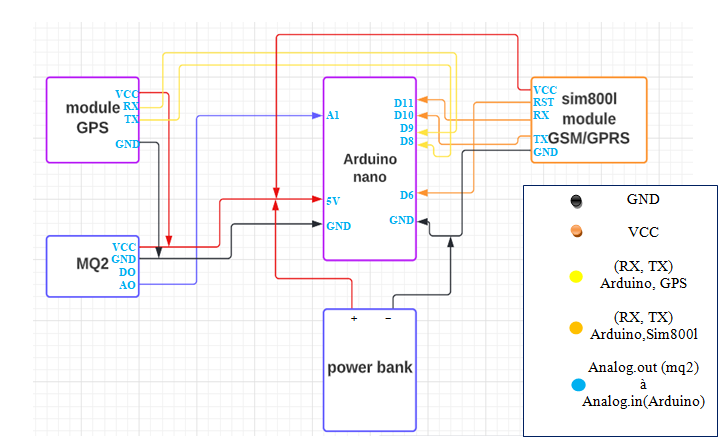 module
GPS
VCC
RX
TX
GND
A1
5V
GND
Arduino
nano
D11
D10
D9
D8
D6
GND
VCC
RST
RX
TX
GND
sim800l
module
GSM/GPRS
MQ2
VCC
GND
DO
AO
+
−
power bank
GND
VCC
(RX, TX)
Arduino, GPS
(RX, TX)
Arduino,Sim800l
Analog.out (mq2)
à
Analog.in(Arduino)